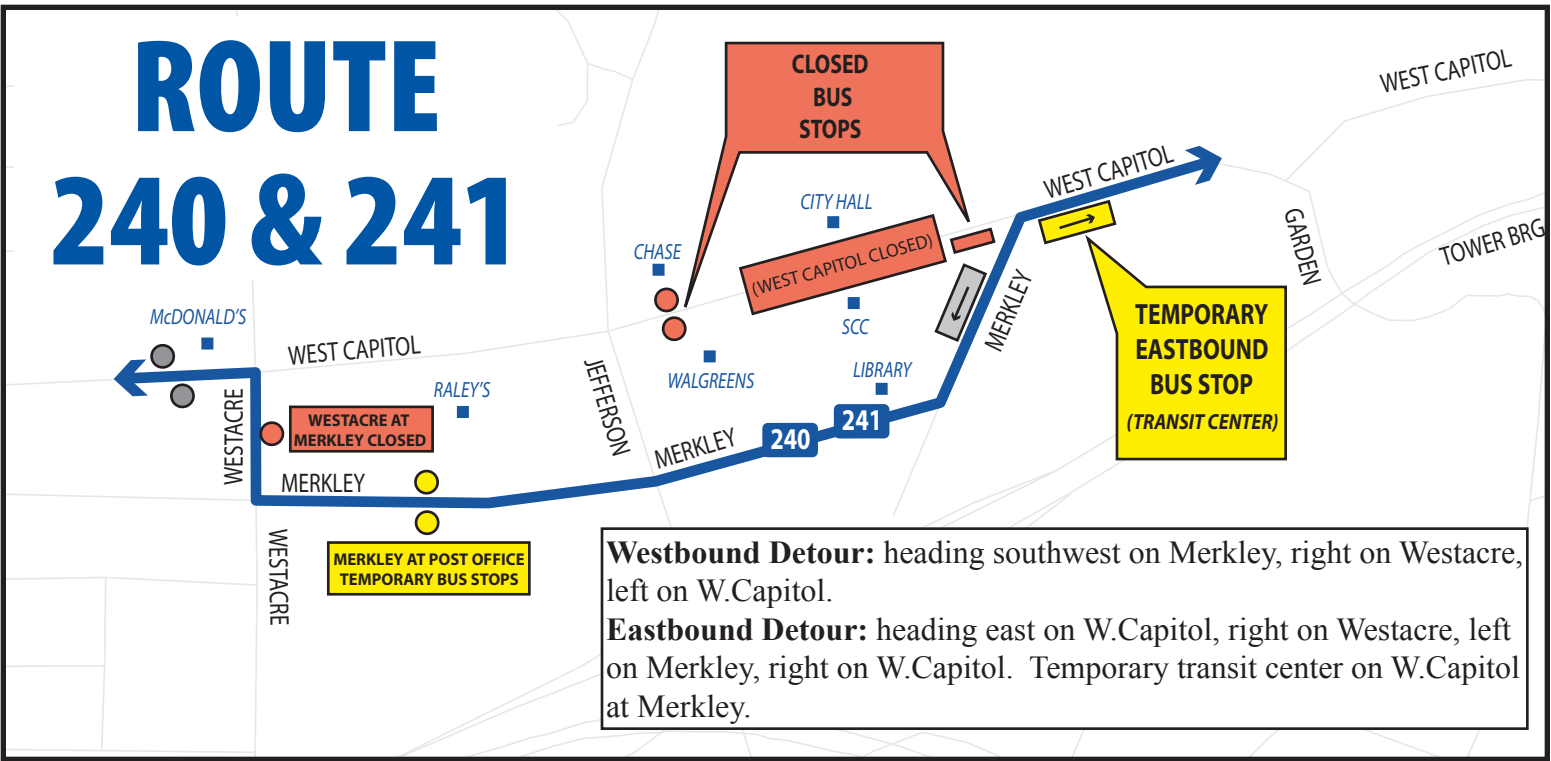 ROUTE
240 & 241
CLOSED
BUS
STOPS
WEST CAPITOL
WEST CAPITOL
CITY HALL
(WEST CAPITOL CLOSED)
CHASE
GARDEN
TOWER BRG
MERKLEY
SCC
TEMPORARY
EASTBOUND
BUS STOP
(TRANSIT CENTER)
McDONALD'S
WEST CAPITOL
JEFFERSON
WALGREENS
LIBRARY
RALEY'S
WESTACRE
WESTACRE AT
MERKLEY CLOSED
MERKLEY
240
241
MERKLEY
WESTACRE
MERKLEY AT POST OFFICE
TEMPORARY BUS STOPS
Westbound Detour: heading southwest on Merkley, right on Westacre,
left on W.Capitol.
Eastbound Detour: heading east on W.Capitol, right on Westacre, left
on Merkley, right on W.Capitol.  Temporary transit center on W.Capitol
at Merkley.